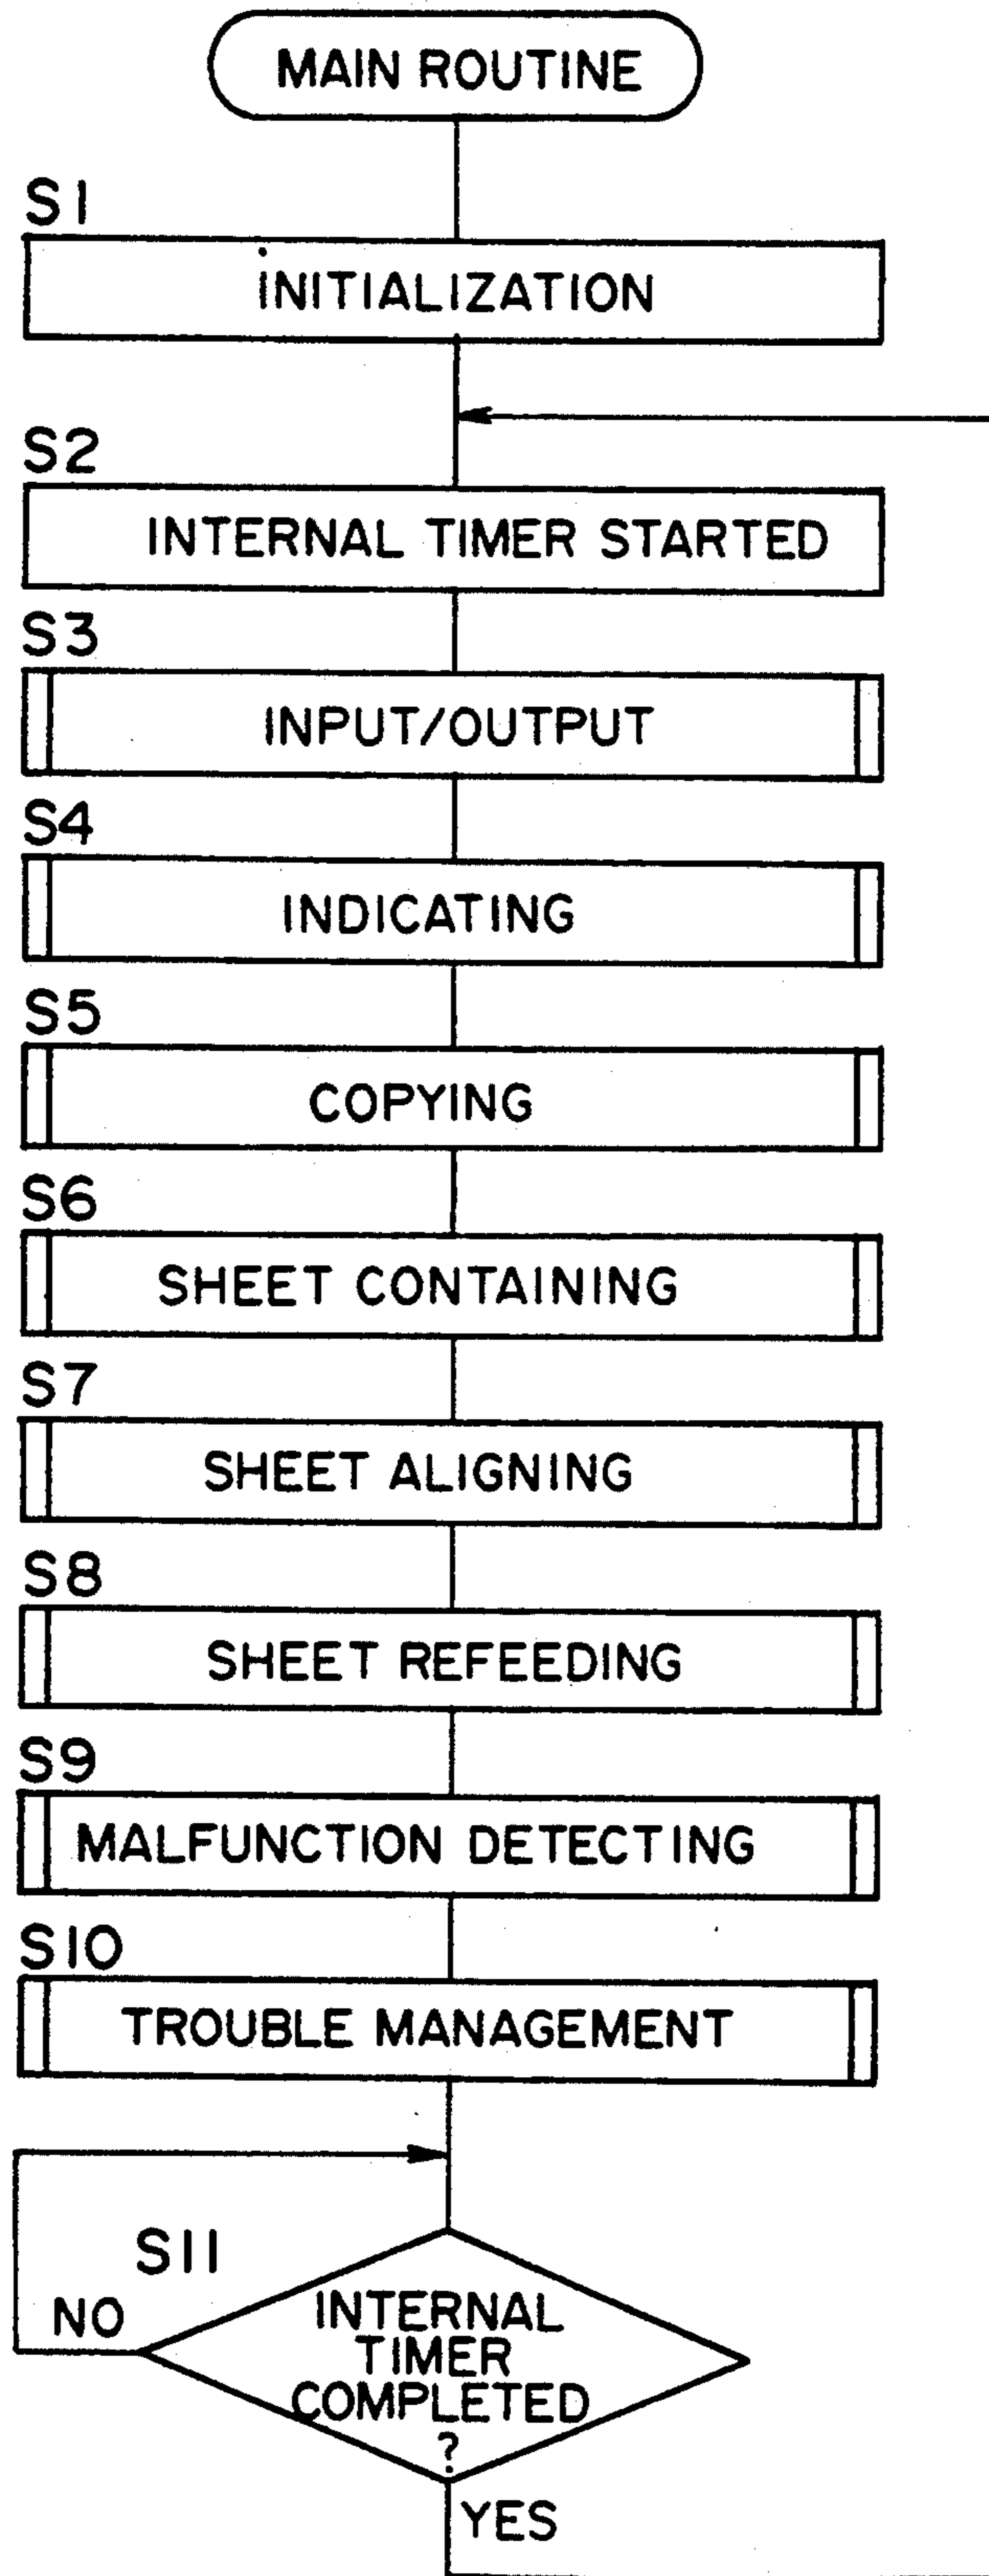 MAIN ROUTINE
S1
INITIALIZATION
S2
INTERNAL TIMER STARTED
S3
INPUT/OUTPUT
S4
INDICATING
S5
COPYING
S6
SHEET CONTAINING
S7
SHEET ALIGNING
S8
SHEET REFEEDING
S9
MALFUNCTION DETECTING
S10
TROUBLE MANAGEMENT
S11
NO
INTERNAL
TIMER
COMPLETED
?
YES